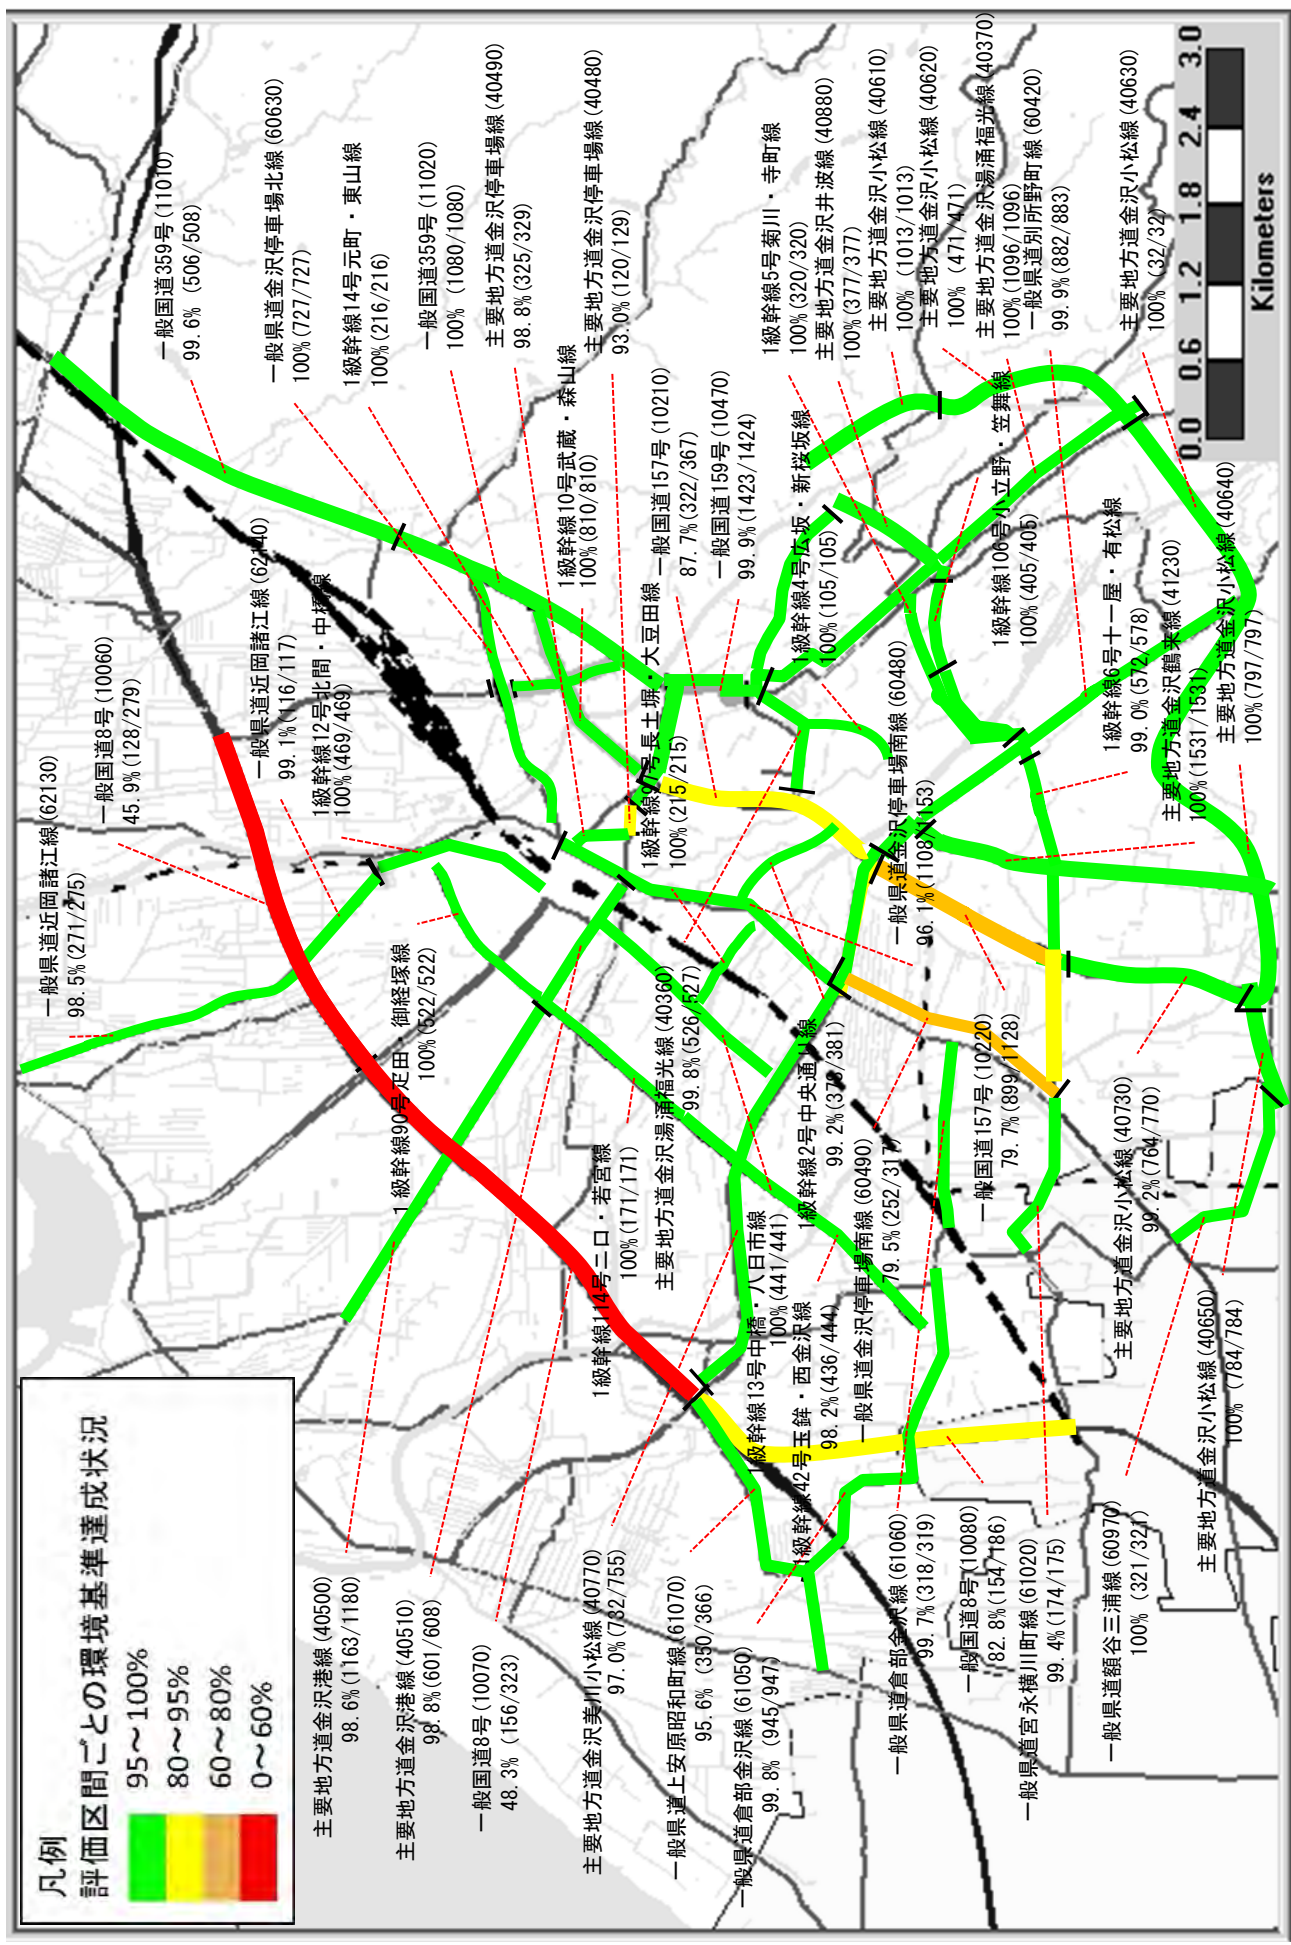 凡例
評価区間ごとの環境基準達成状況
95～100%
80～95%
60～80%
0～60%
一般県道近岡諸江線(62130)
98.5%(271/275)
一般国道8号(10060)
45.9%(128/279)
一般県道近岡諸江線(62140)
99.1%(116/117)
1級幹線12号北間・中橋線
100%(469/469)
一般国道359号(11010)
99.6% (506/508)
一般県道金沢停車場北線(60630)
100%(727/727)
1級幹線14号元町・東山線
100%(216/216)
一般国道359号(11020)
100% (1080/1080)
主要地方道金沢停車場線(40490)
98.8%(325/329)
1級幹線10号武蔵・森山線
100%(810/810)
主要地方道金沢停車場線(40480)
93.0%(120/129)
一般国道157号(10210)
87.7%(322/367)
一般国道159号(10470)
99.9%(1423/1424)
1級幹線5号菊川・寺町線
100%(320/320)
主要地方道金沢井波線(40880)
100%(377/377)
主要地方道金沢小松線(40610)
100% (1013/1013)
主要地方道金沢小松線(40620)
100% (471/471)
主要地方道金沢湯涌福光線(40370)
100%(1096/1096)
一般県道別所野町線(60420)
99.9%(882/883)
主要地方道金沢小松線(40630)
100% (32/32)
1級幹線4号広坂・新桜坂線
100%(105/105)
1級幹線106号小立野・笠舞線
100%(405/405)
1級幹線6号十一屋・有松線
99.0%(572/578)
主要地方道金沢鶴来線(41230)
100%(1531/1531)
主要地方道金沢小松線(40640)
100%(797/797)
1級幹線97号長土塀・大豆田線
100%(215/215)
一般県道金沢停車場南線(60480)
96.1%(1108/1153)
1級幹線90号疋田・御経塚線
100%(522/522)
1級幹線114号二口・若宮線
100%(171/171)
主要地方道金沢湯涌福光線(40360)
99.8%(526/527)
1級幹線13号中橋・八日市線
100%(441/441)
1級幹線2号中央通り線
99.2%(378/381)
1級幹線42号玉鉾・西金沢線
98.2%(436/444)
一般県道金沢停車場南線(60490)
79.5%(252/317)
一般国道157号(10220)
79.7%(899/1128)
主要地方道金沢小松線(40730)
99.2%(764/770)
主要地方道金沢小松線(40650)
100% (784/784)
主要地方道金沢港線(40500)
98.6%(1163/1180)
主要地方道金沢港線(40510)
98.8%(601/608)
一般国道8号(10070)
48.3% (156/323)
主要地方道金沢美川小松線(40770)
97.0%(732/755)
一般県道上安原昭和町線(61070)
95.6% (350/366)
一般県道倉部金沢線(61050)
99.8% (945/947)
一般県道倉部金沢線(61060)
99.7%(318/319)
一般国道8号(10080)
82.8%(154/186)
一般県道宮永横川町線(61020)
99.4%(174/175)
一般県道額谷三浦線(60970)
100% (321/321)
0.0 0.6 1.2 1.8 2.4 3.0
Kilometers